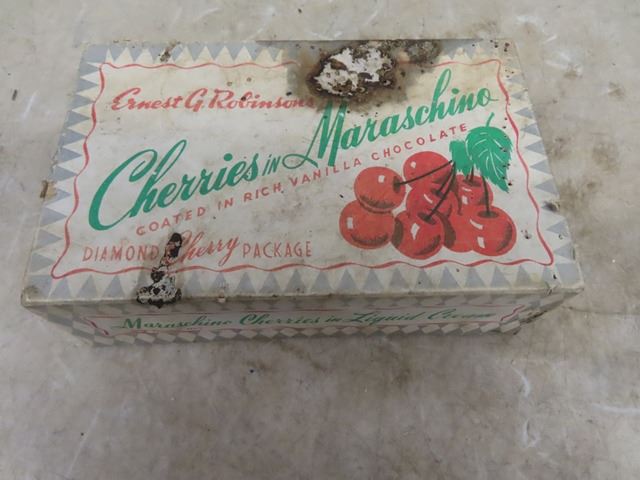 Ernest G. Robinson's
Cherries IN Maraschino
COATED IN RICH VANILLA CHOCOLATE
DIAMOND Cherry PACKAGE
Maraschino Cherries in Liquid Cream